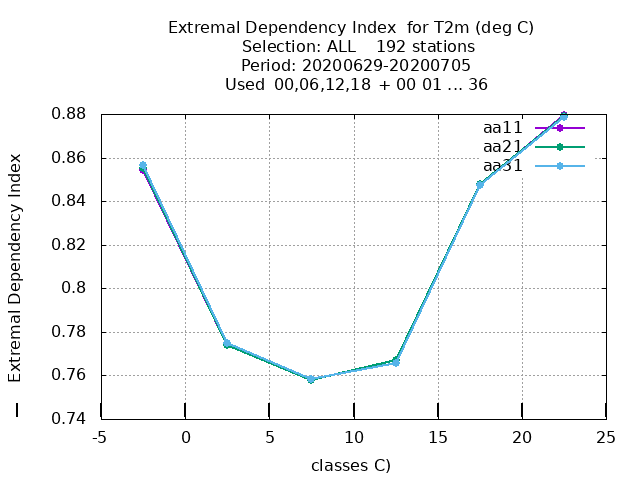 Extremal Dependency Index for T2m (deg C)
Selection: ALL 192 stations
Period: 20200629-20200705
Used 00,06,12,18 + 00 01 ... 36
aa11
aa21
aa31
0.88
0.86
0.84
0.82
0.8
0.78
0.76
0.74
-5
0
5
10
15
20
25
Extremal Dependency Index
classes C)